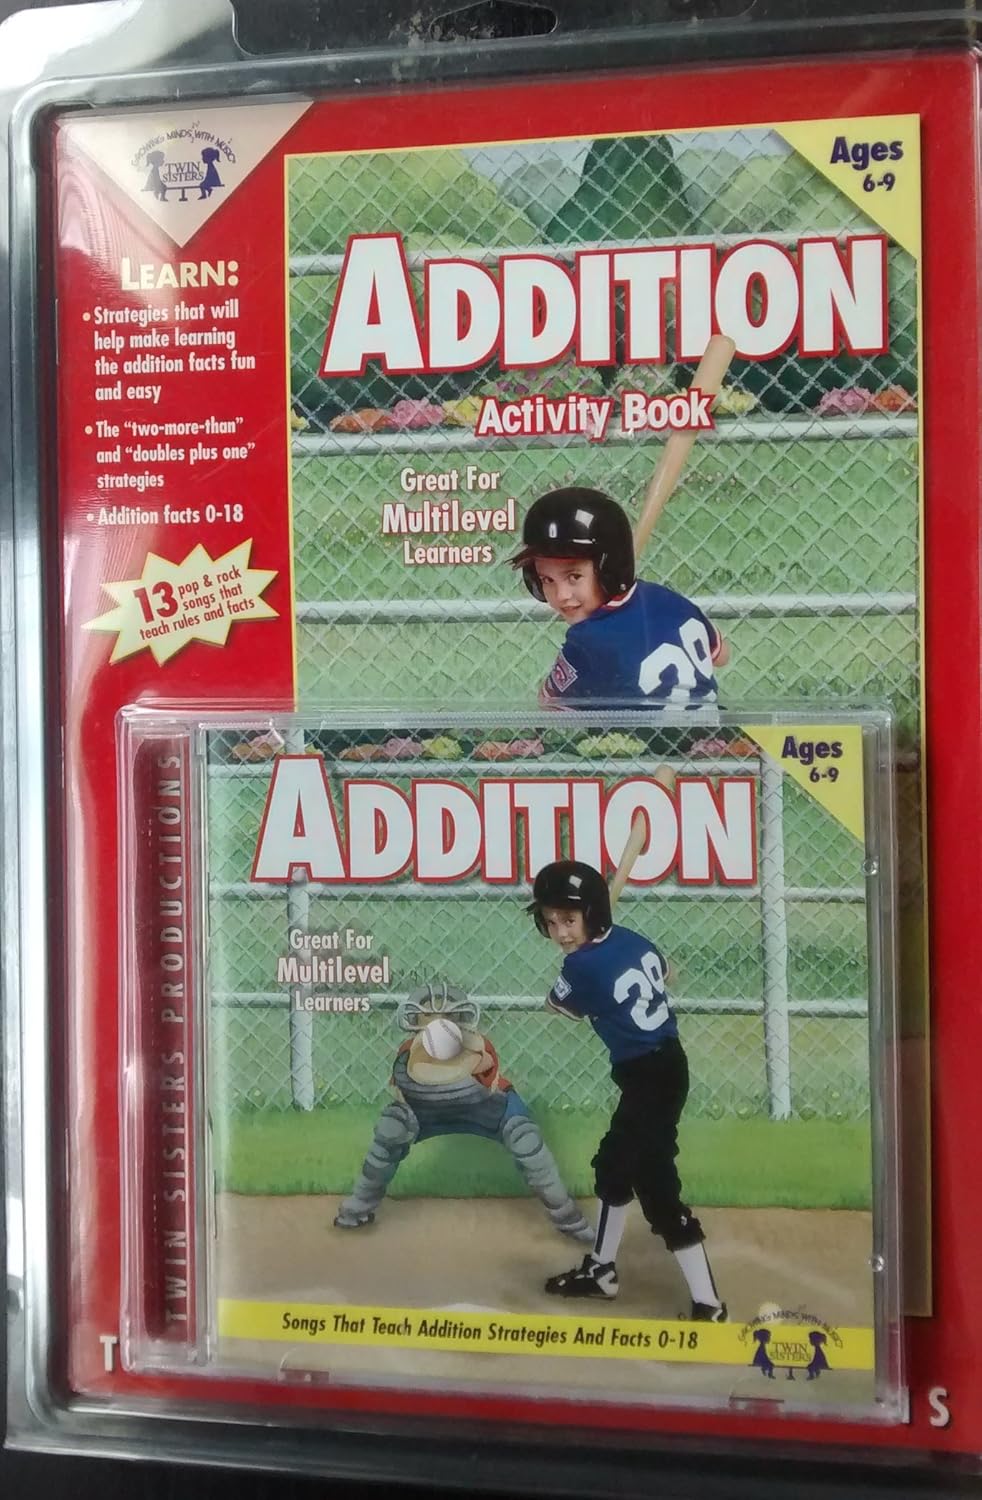 GROWING MINDS WITH MUSIC
TWIN
SISTERS
LEARN:
• Strategies that will
help make learning
the addition facts fun
and easy
• The "two-more-than"
and "doubles plus one"
strategies
• Addition facts 0-18
13 pop & rock
songs that
teach rules and facts
Ages
6-9
ADDITION
Activity Book
Great For
Multilevel
Learners
29
TWIN SISTERS PRODUCTIONS
Ages
6-9
ADDITION
Great For
Multilevel
Learners
29
Songs That Teach Addition Strategies And Facts 0-18
GROWING MINDS WITH MUSIC
TWIN
SISTERS